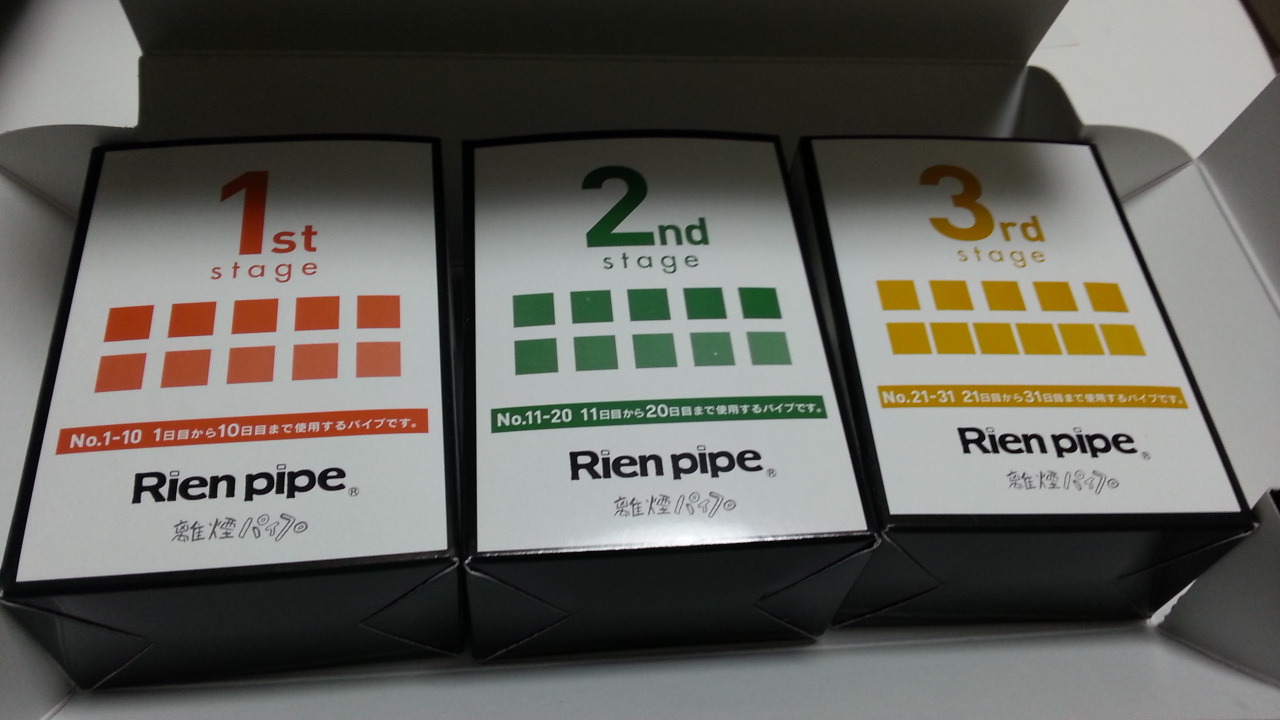 1st
stage
No.1-10 1日目から10日目まで使用するパイプです。
Rien pipe®
離煙パイプ
2nd
stage
No.11-20 11日目から20日目まで使用するパイプです。
Rien pipe®
離煙パイプ
3rd
stage
No.21-31 21日目から31日目まで使用するパイプです。
Rien pipe®
離煙パイプ